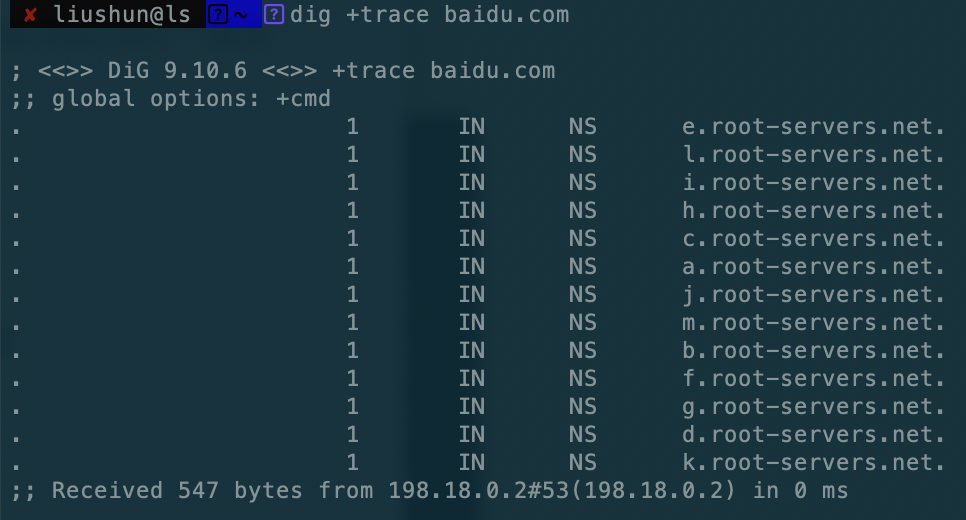 ✘ liushun@ls ?~ ?dig +trace baidu.com
; <<>> DiG 9.10.6 <<>> +trace baidu.com
;; global options: +cmd
. 1 IN NS e.root-servers.net.
. 1 IN NS l.root-servers.net.
. 1 IN NS i.root-servers.net.
. 1 IN NS h.root-servers.net.
. 1 IN NS c.root-servers.net.
. 1 IN NS a.root-servers.net.
. 1 IN NS j.root-servers.net.
. 1 IN NS m.root-servers.net.
. 1 IN NS b.root-servers.net.
. 1 IN NS f.root-servers.net.
. 1 IN NS g.root-servers.net.
. 1 IN NS d.root-servers.net.
. 1 IN NS k.root-servers.net.
;; Received 547 bytes from 198.18.0.2#53(198.18.0.2) in 0 ms